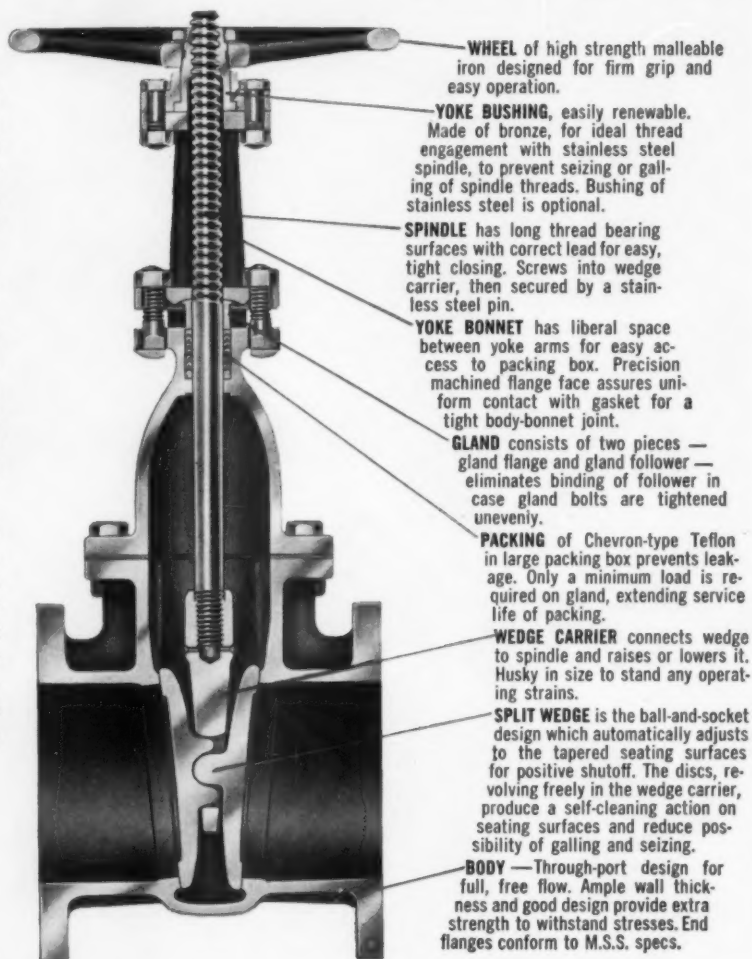 WHEEL of high strength malleable
iron designed for firm grip and
easy operation.
YOKE BUSHING, easily renewable.
Made of bronze, for ideal thread
engagement with stainless steel
spindle, to prevent seizing or gall-
ing of spindle threads. Bushing of
stainless steel is optional.
SPINDLE has long thread bearing
surfaces with correct lead for easy,
tight closing. Screws into wedge
carrier, then secured by a stain-
less steel pin.
YOKE BONNET has liberal space
between yoke arms for easy ac-
cess to packing box. Precision
machined flange face assures uni-
form contact with gasket for a
tight body-bonnet joint.
GLAND consists of two pieces —
gland flange and gland follower —
eliminates binding of follower in
case gland bolts are tightened
unevenly.
PACKING of Chevron-type Teflon
in large packing box prevents leak-
age. Only a minimum load is re-
quired on gland, extending service
life of packing.
WEDGE CARRIER connects wedge
to spindle and raises or lowers it.
Husky in size to stand any operat-
ing strains.
SPLIT WEDGE is the ball-and-socket
design which automatically adjusts
to the tapered seating surfaces
for positive shutoff. The discs, re-
volving freely in the wedge carrier,
produce a self-cleaning action on
seating surfaces and reduce pos-
sibility of galling and seizing.
BODY — Through-port design for
full, free flow. Ample wall thick-
ness and good design provide extra
strength to withstand stresses. End
flanges conform to M.S.S. specs.